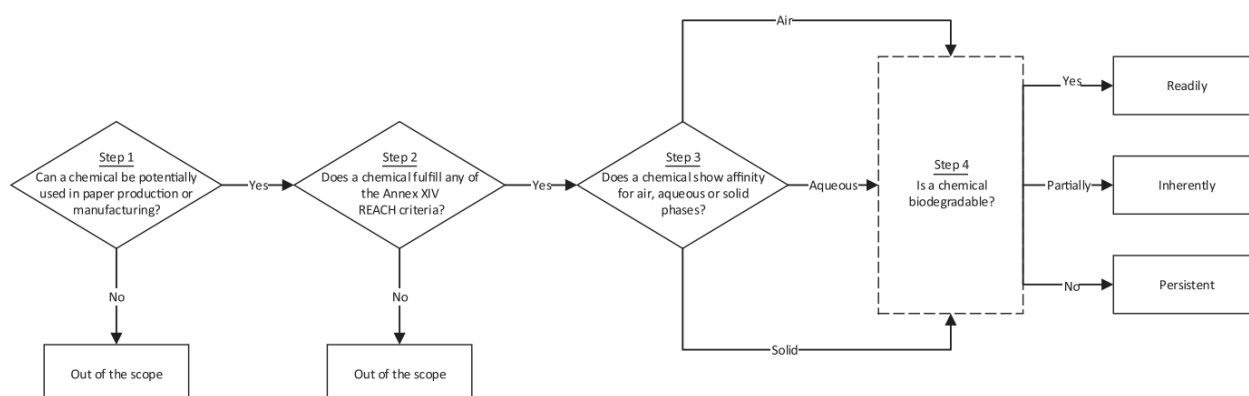 Step 1
Can a chemical be potentially
used in paper production or
manufacturing?
Yes
No
Out of the scope
Step 2
Does a chemical fulfill any of
the Annex XIV
REACH criteria?
Yes
No
Out of the scope
Step 3
Does a chemical show affinity
for air, aqueous or solid
phases?
Air
Aqueous
Solid
Step 4
Is a chemical
biodegradable?
Yes
Readily
Partially
Inherently
No
Persistent